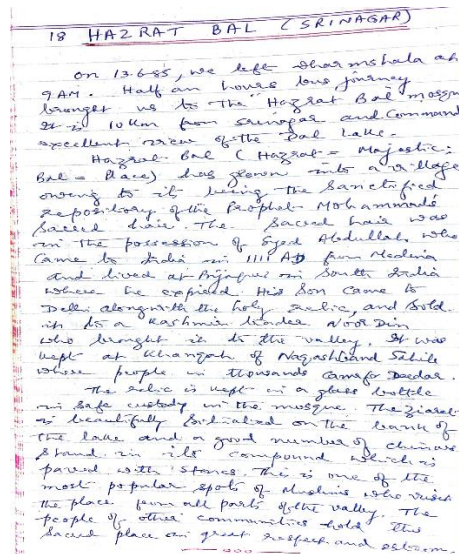 18 HAZRAT BAL (SRINAGAR)
On 13.6.85, we left Dharmshala at
9 AM. Half an hours bus journey
brought us to the "Hazrat Bal mosque
It is 10 Km from Srinagar and Command
excellent view of the Dal Lake.
Hazrat Bal (Hazrat = Majestic;
Bal = Place) has grown into a village
owing to its being the Sanctified
repository of the Prophet Mohammad's
Sacred hair. The Sacred hair was
in the possession of Syed Abdullah, who
Came to India in 1111 AD from Medina
and lived at Bijapur in South India
where he expired. His Son came to
Delhi alongwith the holy relic, and Sold
it to a Kashmiri trader Noor Din
who brought it to the valley. It was
kept at Khangah of Naqashband Sahib
where people in thousands came for Deedar.
The relic is kept in a glass bottle
in safe custody in the mosque. The Ziarat
is beautifully Situated on the bank of
the lake and a good number of chinars
Stand in its compound which is
paved with stones. This is one of the
most popular spots of Muslims who visit
the place from all parts of the valley. The
people of other communities hold this
Sacred place in great respect and esteem.